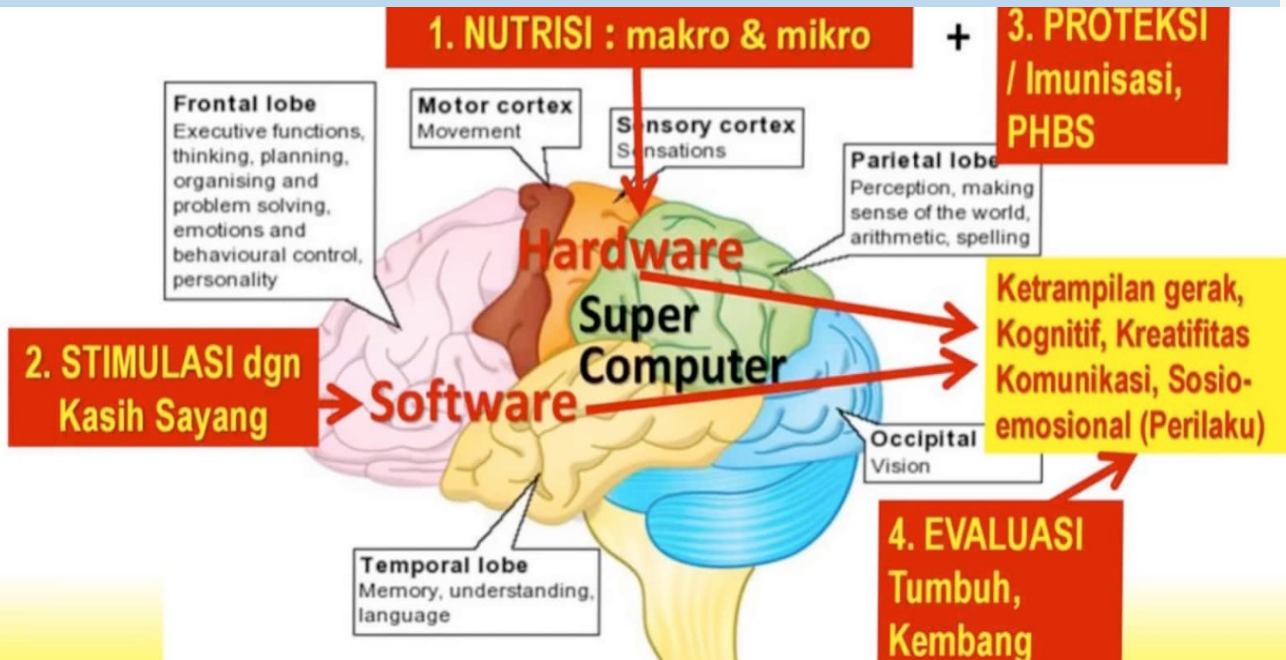 1. NUTRISI : makro & mikro
+
3. PROTEKSI
/ Imunisasi,
PHBS
Frontal lobe
Executive functions,
thinking, planning,
organising and
problem solving,
emotions and
behavioural control,
personality
Motor cortex
Movement
Sensory cortex
Sensations
Parietal lobe
Perception, making
sense of the world,
arithmetic, spelling
Hardware
Super
Computer
Software
2. STIMULASI dgn
Kasih Sayang
Ketrampilan gerak,
Kognitif, Kreatifitas
Komunikasi, Sosio-
emosional (Perilaku)
Occipital
Vision
Temporal lobe
Memory, understanding,
language
4. EVALUASI
Tumbuh,
Kembang